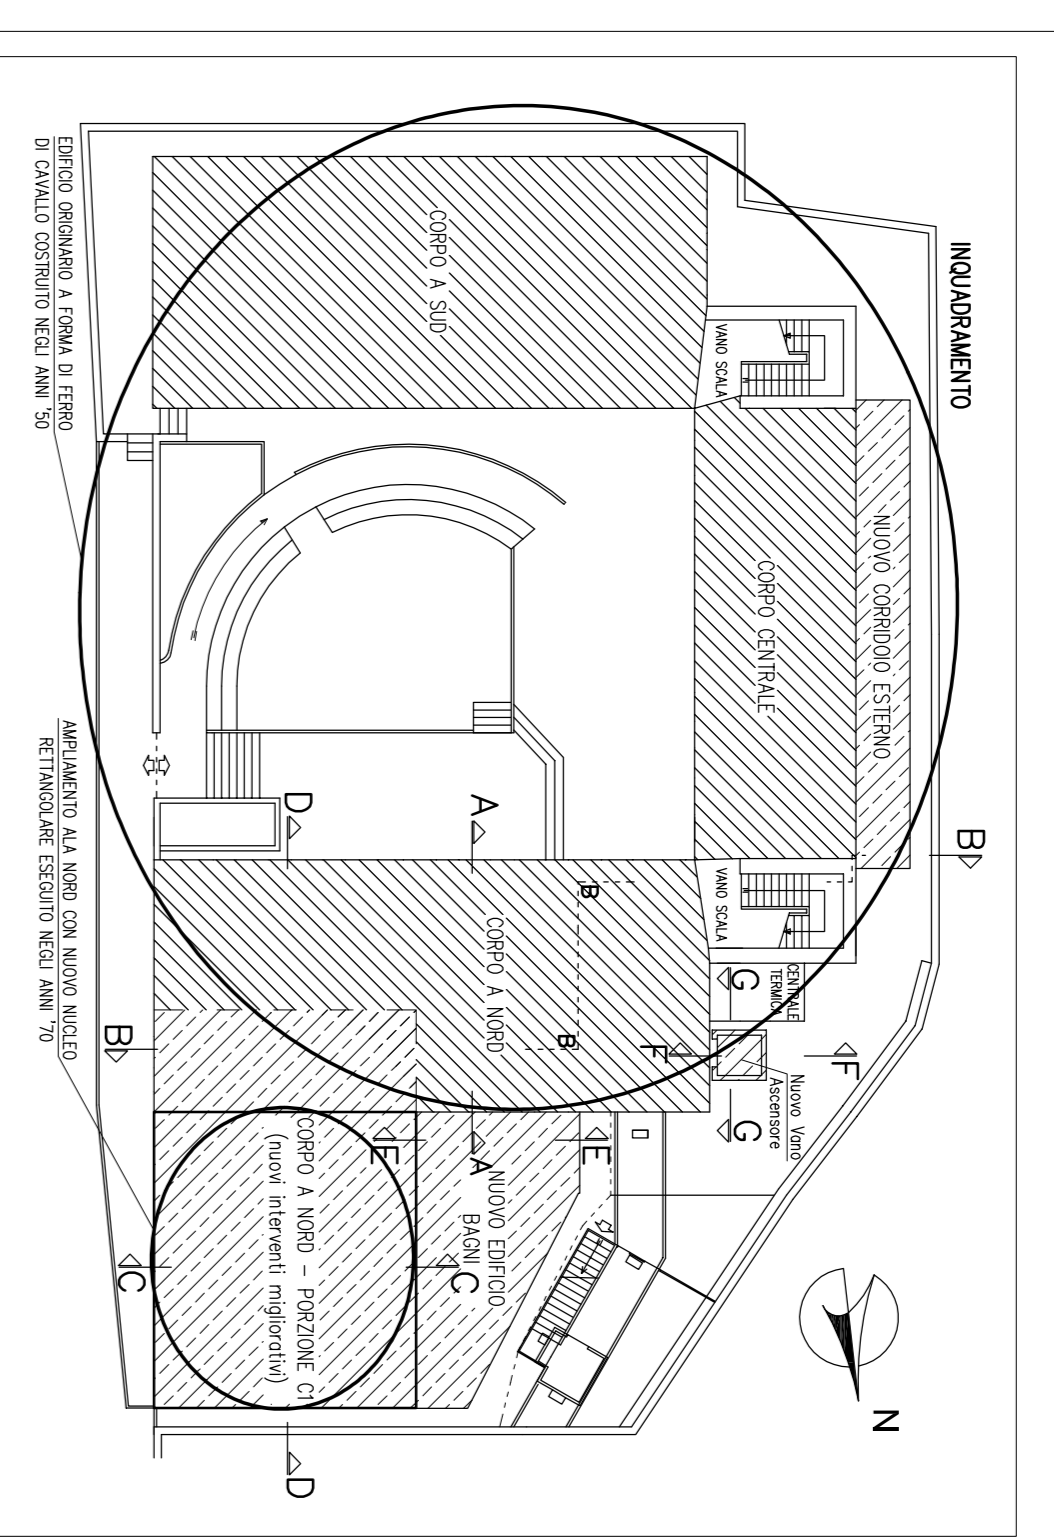 INQUADRAMENTO
EDIFICIO ORIGINARIO A FORMA DI FERRO
DI CAVALLO COSTRUITO NEGLI ANNI '50
CORPO A SUD
VANO SCALA
NUOVO CORRIDOIO ESTERNO
CORPO CENTRALE
AMPLIAMENTO ALA NORD CON NUOVO NUCLEO
RETTANGOLARE ESEGUITO NEGLI ANNI '70
B
D
A
B
VANO SCALA
CORPO A NORD
CENTRALE
TERMICA
G
B
B
F
F
Nuovo Vano
Ascensore
G
E
A
E
NUOVO EDIFICIO
BAGNI
CORPO A NORD – PORZIONE C1
(nuovi interventi migliorativi)
C
C
D
N